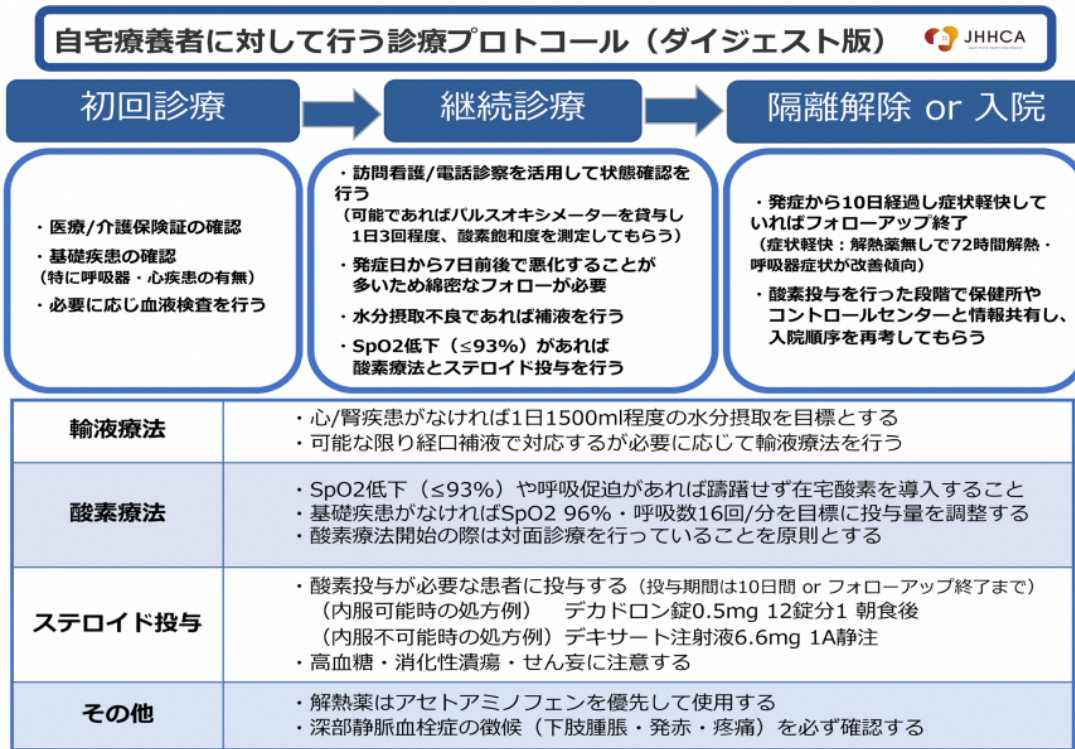 自宅療養者に対して行う診療プロトコール（ダイジェスト版）
JHHCA
初回診療
継続診療
隔離解除 or 入院
・医療/介護保険証の確認
・基礎疾患の確認
（特に呼吸器・心疾患の有無）
・必要に応じ血液検査を行う
・訪問看護/電話診察を活用して状態確認を
行う
（可能であればパルスオキシメーターを貸与し
1日3回程度、酸素飽和度を測定してもらう）
・発症日から7日前後で悪化することが
多いため綿密なフォローが必要
・水分摂取不良であれば補液を行う
・SpO2低下（≤93%）があれば
酸素療法とステロイド投与を行う
・発症から10日経過し症状軽快して
いればフォローアップ終了
（症状軽快：解熱薬無しで72時間解熱・
呼吸器症状が改善傾向）
・酸素投与を行った段階で保健所や
コントロールセンターと情報共有し、
入院順序を再考してもらう
輸液療法
・心/腎疾患がなければ1日1500ml程度の水分摂取を目標とする
・可能な限り経口補液で対応するが必要に応じて輸液療法を行う
酸素療法
・SpO2低下（≤93%）や呼吸促迫があれば躊躇せず在宅酸素を導入すること
・基礎疾患がなければSpO2 96%・呼吸数16回/分を目標に投与量を調整する
・酸素療法開始の際は対面診療を行っていることを原則とする
ステロイド投与
・酸素投与が必要な患者に投与する（投与期間は10日間 or フォローアップ終了まで）
（内服可能時の処方例） デカドロン錠0.5mg 12錠分1 朝食後
（内服不可能時の処方例）デキサート注射液6.6mg 1A静注
・高血糖・消化性潰瘍・せん妄に注意する
その他
・解熱薬はアセトアミノフェンを優先して使用する
・深部静脈血栓症の徴候（下肢腫脹・発赤・疼痛）を必ず確認する